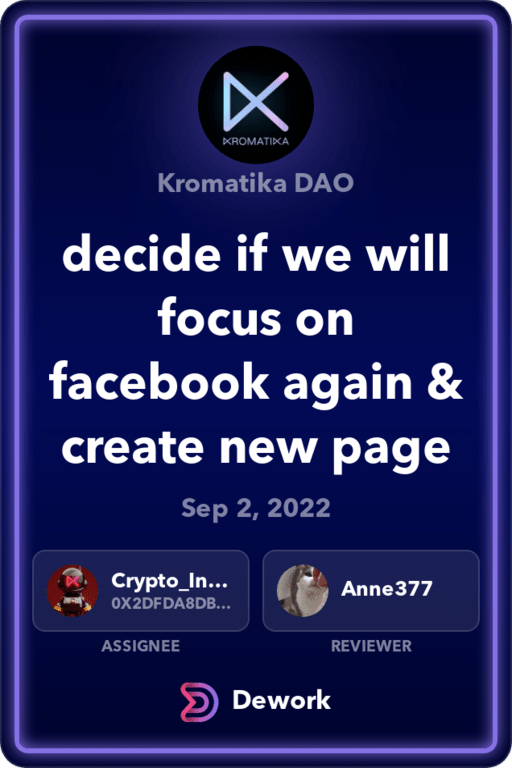 KROMATIKA
Kromatika DAO
decide if we will
focus on
facebook again &
create new page
Sep 2, 2022
Crypto_In...
0X2DFDA8DB...
Anne377
ASSIGNEE
REVIEWER
Dework